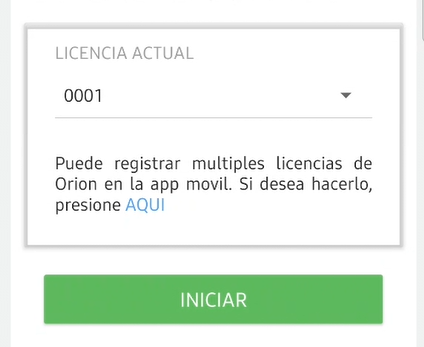 LICENCIA ACTUAL
0001
Puede registrar multiples licencias de
Orion en la app movil. Si desea hacerlo,
presione AQUI
INICIAR